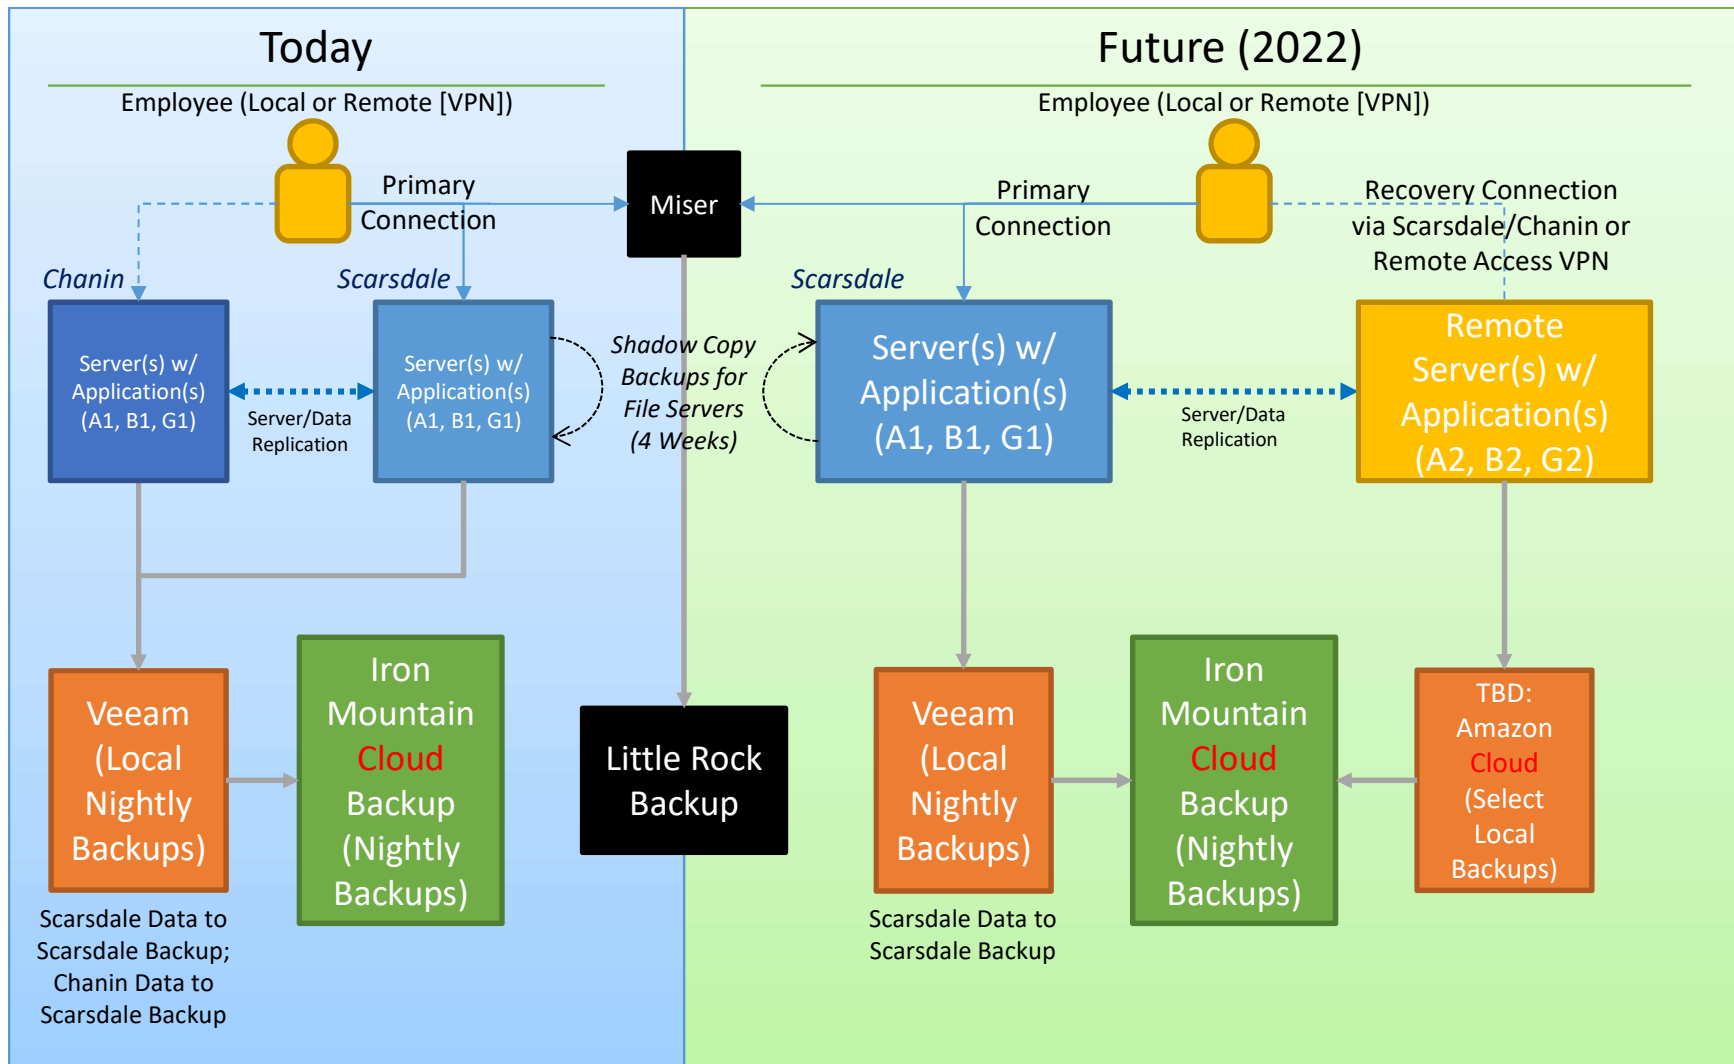 Today
Employee (Local or Remote [VPN])
Primary
Connection
Chanin
Scarsdale
Server(s) w/
Application(s)
(A1, B1, G1)
Server/Data
Replication
Server(s) w/
Application(s)
(A1, B1, G1)
Shadow Copy
Backups for
File Servers
(4 Weeks)
Veeam
(Local
Nightly
Backups)
Iron
Mountain
Cloud
Backup
(Nightly
Backups)
Scarsdale Data to
Scarsdale Backup;
Chanin Data to
Scarsdale Backup
Miser
Little Rock
Backup
Future (2022)
Employee (Local or Remote [VPN])
Primary
Connection
Recovery Connection
via Scarsdale/Chanin or
Remote Access VPN
Scarsdale
Server(s) w/
Application(s)
(A1, B1, G1)
Server/Data
Replication
Remote
Server(s) w/
Application(s)
(A2, B2, G2)
Veeam
(Local
Nightly
Backups)
Iron
Mountain
Cloud
Backup
(Nightly
Backups)
TBD:
Amazon
Cloud
(Select
Local
Backups)
Scarsdale Data to
Scarsdale Backup